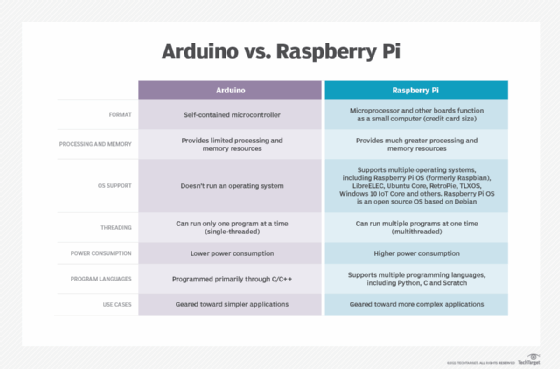 Arduino vs. Raspberry Pi
Arduino
Raspberry Pi
FORMAT
Self-contained microcontroller
Microprocessor and other boards function
as a small computer (credit card size)
PROCESSING AND MEMORY
Provides limited processing and
memory resources
Provides much greater processing and
memory resources
OS SUPPORT
Doesn't run an operating system
Supports multiple operating systems,
including Raspberry Pi OS (formerly Raspbian),
LibreELEC, Ubuntu Core, RetroPie, TLXOS,
Windows 10 IoT Core and others. Raspberry Pi OS
is an open source OS based on Debian
THREADING
Can run only one program at a time
(single-threaded)
Can run multiple programs at one time
(multithreaded)
POWER CONSUMPTION
Lower power consumption
Higher power consumption
PROGRAM LANGUAGES
Programmed primarily through C/C++
Supports multiple programming languages,
including Python, C and Scratch
USE CASES
Geared toward simpler applications
Geared toward more complex applications
TECHTARGET. ALL RIGHTS RESERVED
TechTarget